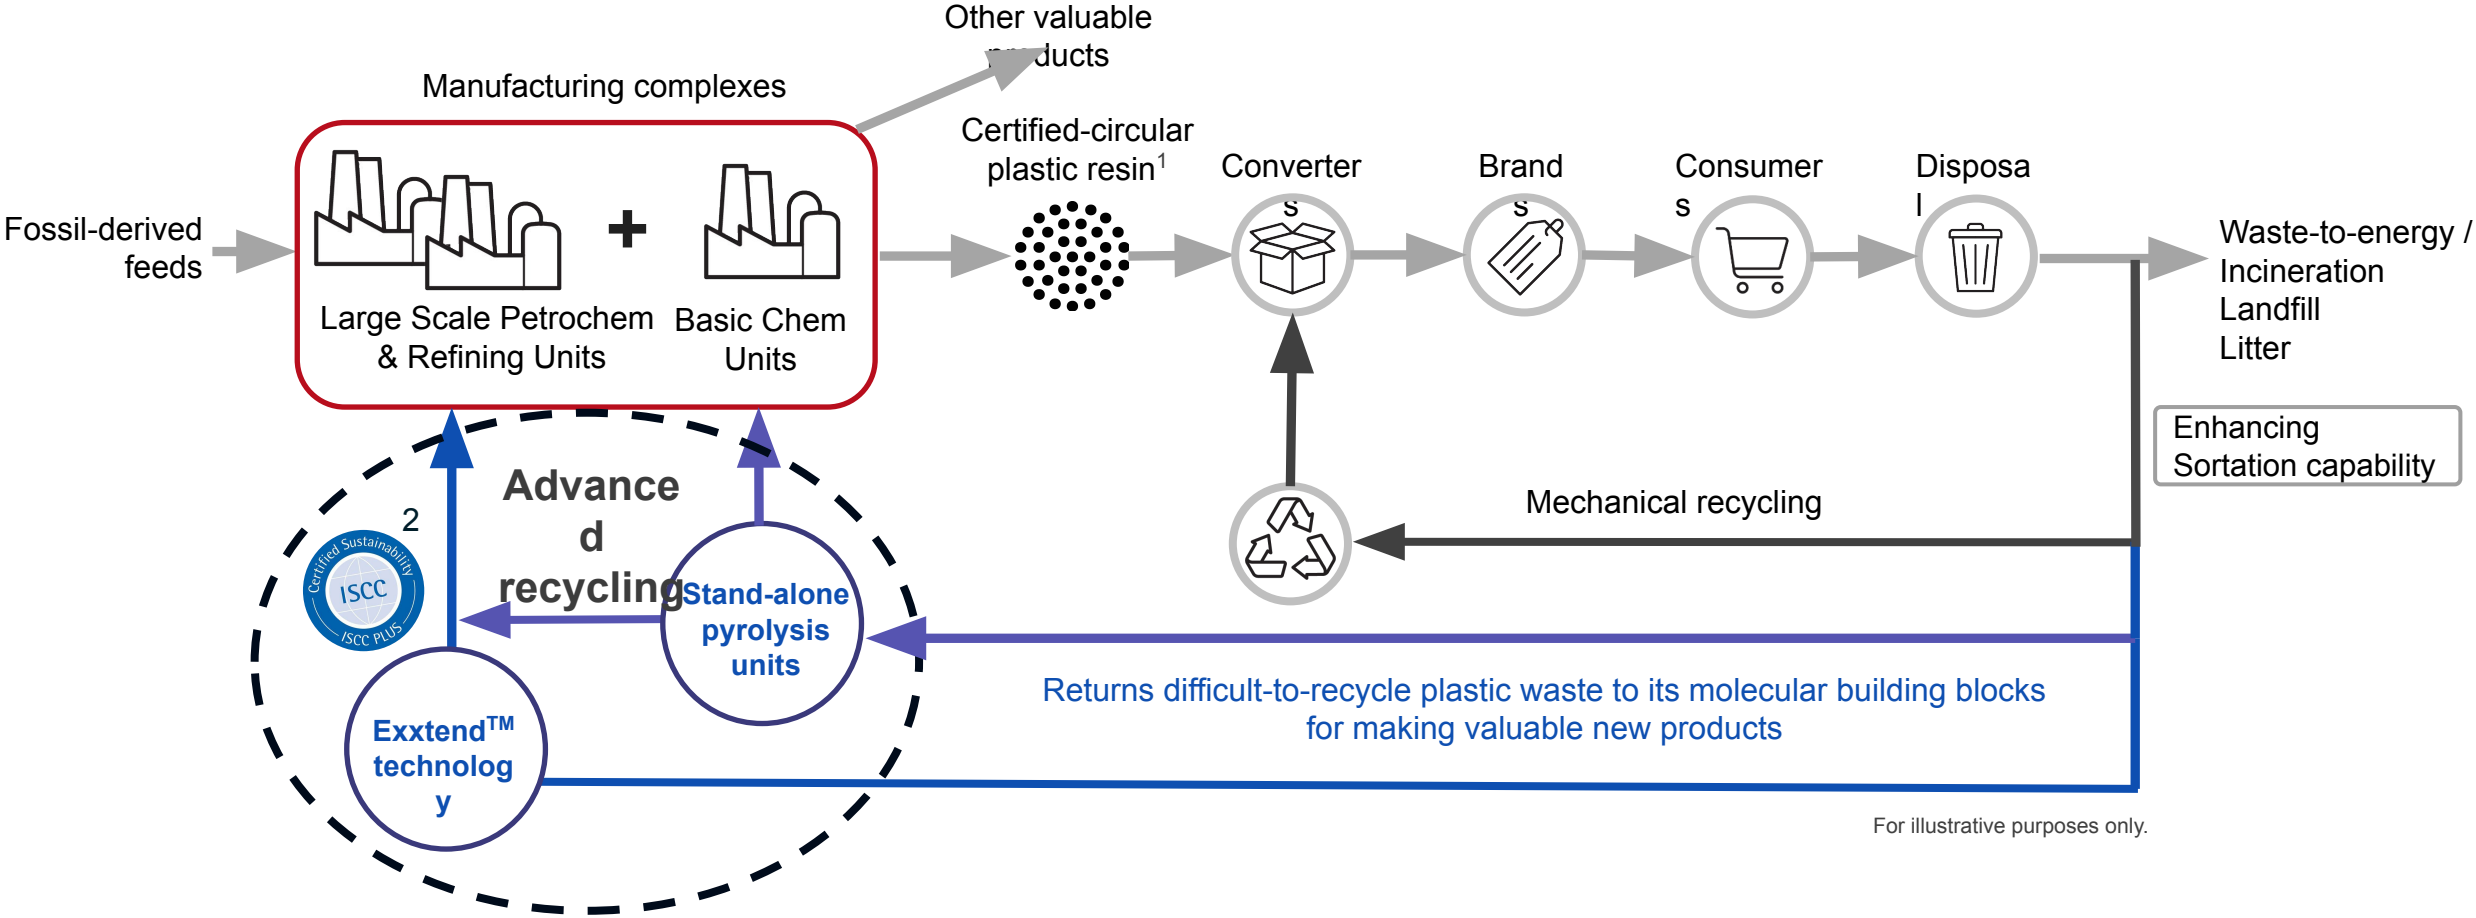 Other valuable
products
Manufacturing complexes
Certified-circular
plastic resin1
Converter
s
Brand
s
Consumer
s
Disposa
l
Fossil-derived
feeds
Waste-to-energy /
Incineration
Landfill
Litter
Large Scale Petrochem
& Refining Units
Basic Chem
Units
Enhancing
Sortation capability
Advance
d
recycling
Mechanical recycling
2
Certified Sustainability
ISCC
ISCC PLUS
Stand-alone
pyrolysis
units
Returns difficult-to-recycle plastic waste to its molecular building blocks
for making valuable new products
Exxtend™
technolog
y
For illustrative purposes only.